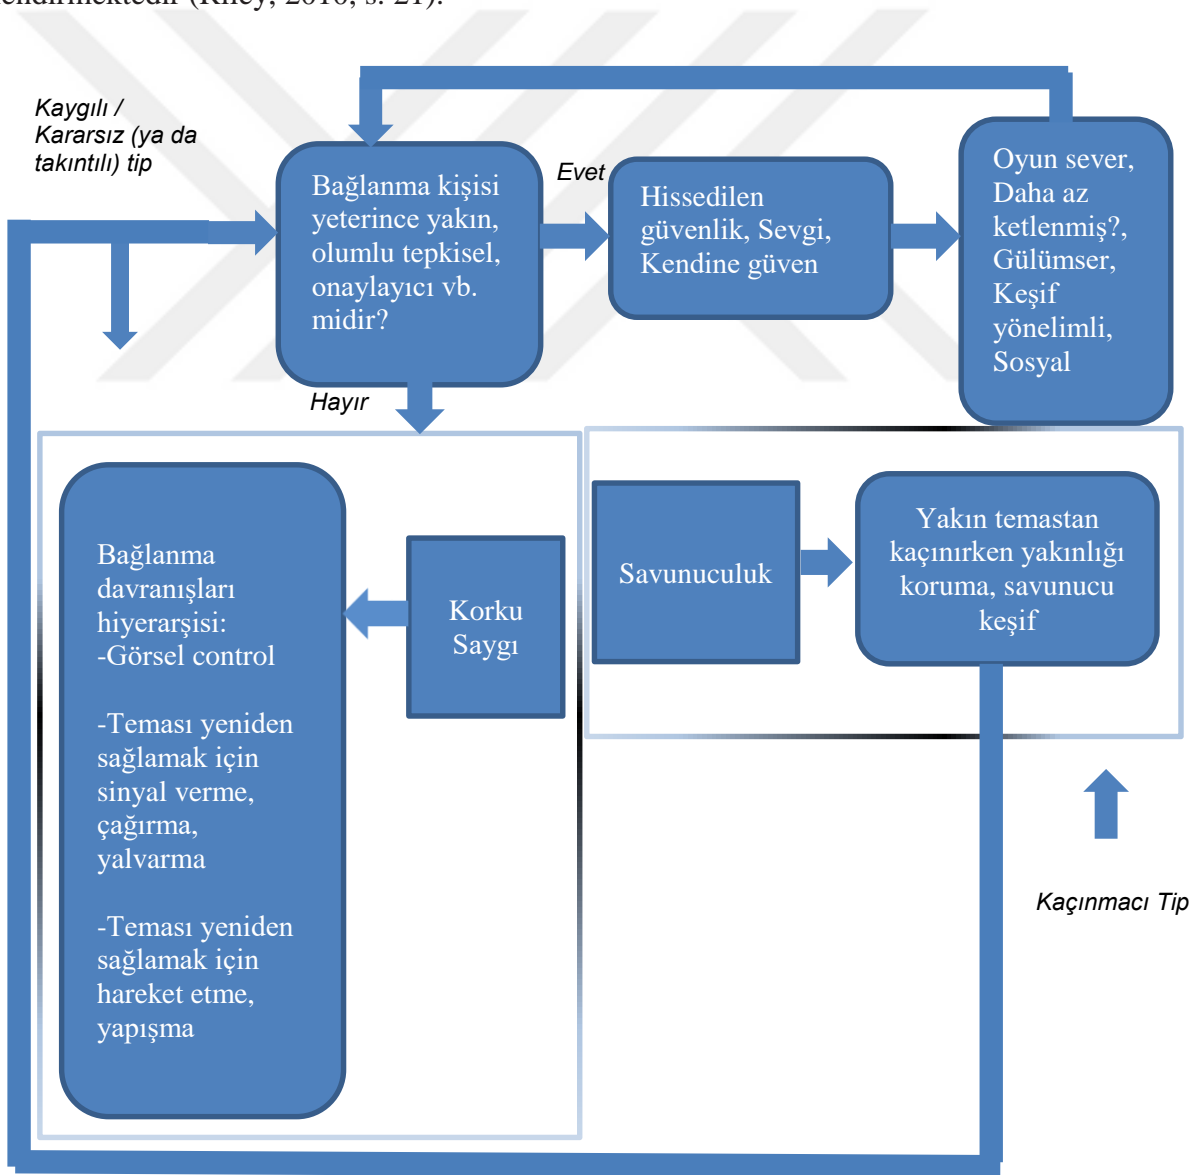 (Riley, 2010, s. 21).
Kaygılı /
Kararsız (ya da
takıntılı) tip
Bağlanma kişisi
yeterince yakın,
olumlu tepkisel,
onaylayıcı vb.
midir?
Evet
Hissedilen
güvenlik, Sevgi,
Kendine güven
Oyun sever,
Daha az
ketlenmiş?,
Gülümser,
Keşif
yönelimli,
Sosyal
Hayır
Bağlanma
davranışları
hiyerarşisi:
-Görsel control
-Teması yeniden
sağlamak için
sinyal verme,
çağırma,
yalvarma
-Teması yeniden
sağlamak için
hareket etme,
yapışma
Korku
Saygı
Savunuculuk
Yakın temastan
kaçınırken yakınlığı
koruma, savunucu
keşif
Kaçınmacı Tip